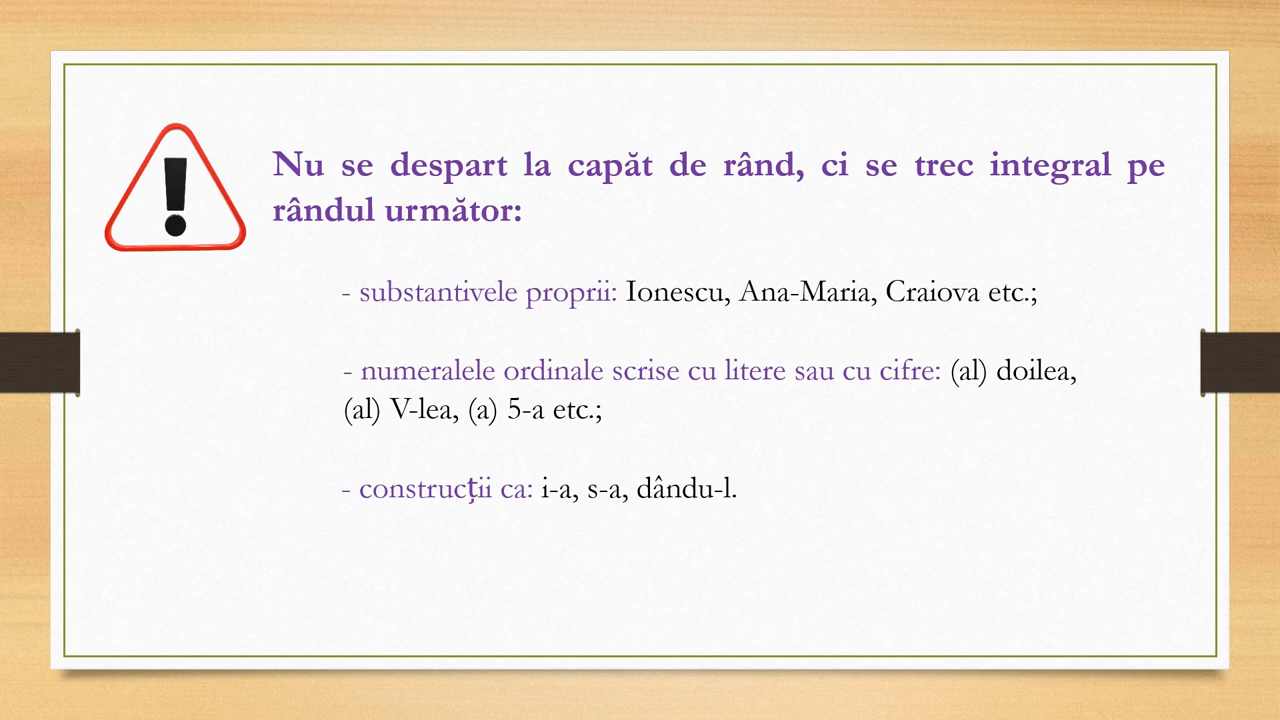 Nu se despart la capăt de rând, ci se trec integral pe
rândul următor:
- substantivele proprii: Ionescu, Ana-Maria, Craiova etc.;
- numeralele ordinale scrise cu litere sau cu cifre: (al) doilea,
(al) V-lea, (a) 5-a etc.;
- construcții ca: i-a, s-a, dându-l.